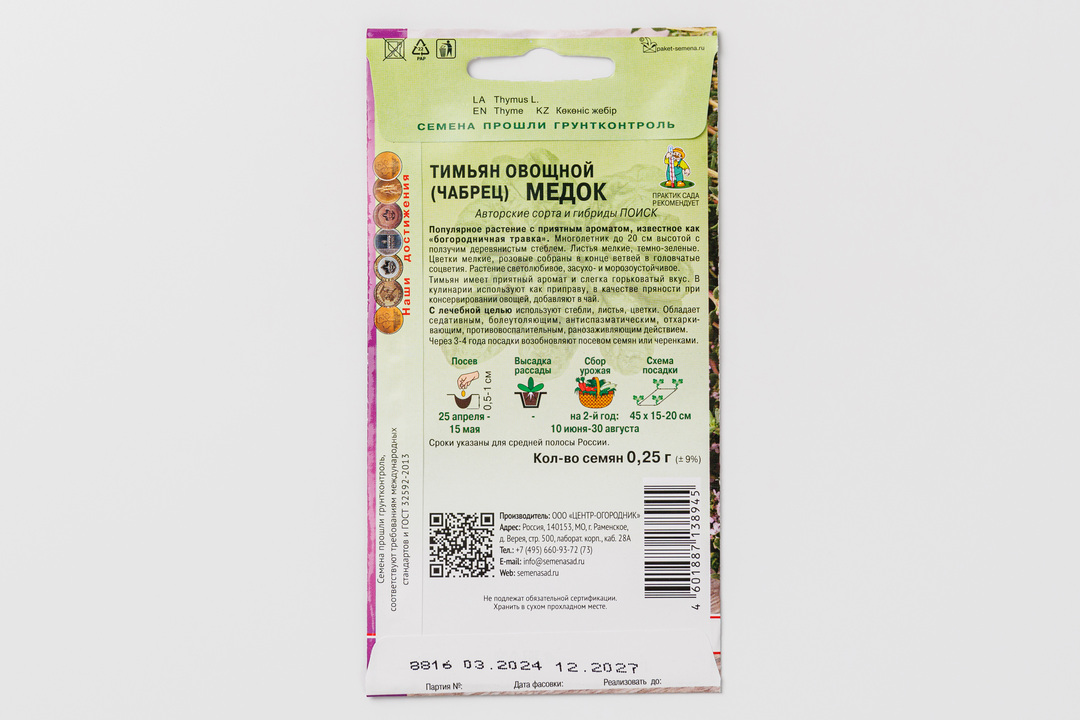 22
PAP
paket-semena.ru
LA Thymus L.
EN Thyme KZ Көкөніс жебір
СЕМЕНА ПРОШЛИ ГРУНТКОНТРОЛЬ
ТИМЬЯН ОВОЩНОЙ
(ЧАБРЕЦ) МЕДОК
ПРАКТИК САДА
РЕКОМЕНДУЕТ
Авторские сорта и гибриды ПОИСК
Наши достижения
Популярное растение с приятным ароматом, известное как
«богородничная травка». Многолетник до 20 см высотой с
ползучим деревянистым стеблем. Листья мелкие, темно-зеленые.
Цветки мелкие, розовые собраны в конце ветвей в головчатые
соцветия. Растение светолюбивое, засухо- и морозоустойчивое.
Тимьян имеет приятный аромат и слегка горьковатый вкус. В
кулинарии используют как приправу, в качестве пряности при
консервировании овощей, добавляют в чай.
С лечебной целью используют стебли, листья, цветки. Обладает
седативным, болеутоляющим, антиспазматическим, отхарки-
вающим, противовоспалительным, ранозаживляющим действием.
Через 3-4 года посадки возобновляют посевом семян или черенками.
Посев Высадка рассады Сбор урожая Схема посадки
0,5-1 см
25 апреля - 15 мая
-
на 2-й год: 10 июня-30 августа
45 х 15-20 см
Сроки указаны для средней полосы России.
Кол-во семян 0,25 г (± 9%)
Семена прошли грунтконтроль,
соответствуют требованиям международных
стандартов и ГОСТ 32592-2013
Производитель: ООО «ЦЕНТР-ОГОРОДНИК»
Адрес: Россия, 140153, МО, г. Раменское,
д. Верея, стр. 500, лаборат. корп., каб. 28А
Тел.: +7 (495) 660-93-72 (73)
E-mail: info@semenasad.ru
Web: semenasad.ru
4 601887 138945
Не подлежат обязательной сертификации.
Хранить в сухом прохладном месте.
8816 03.2024 12.2027
Партия №: Дата фасовки: Реализовать до: